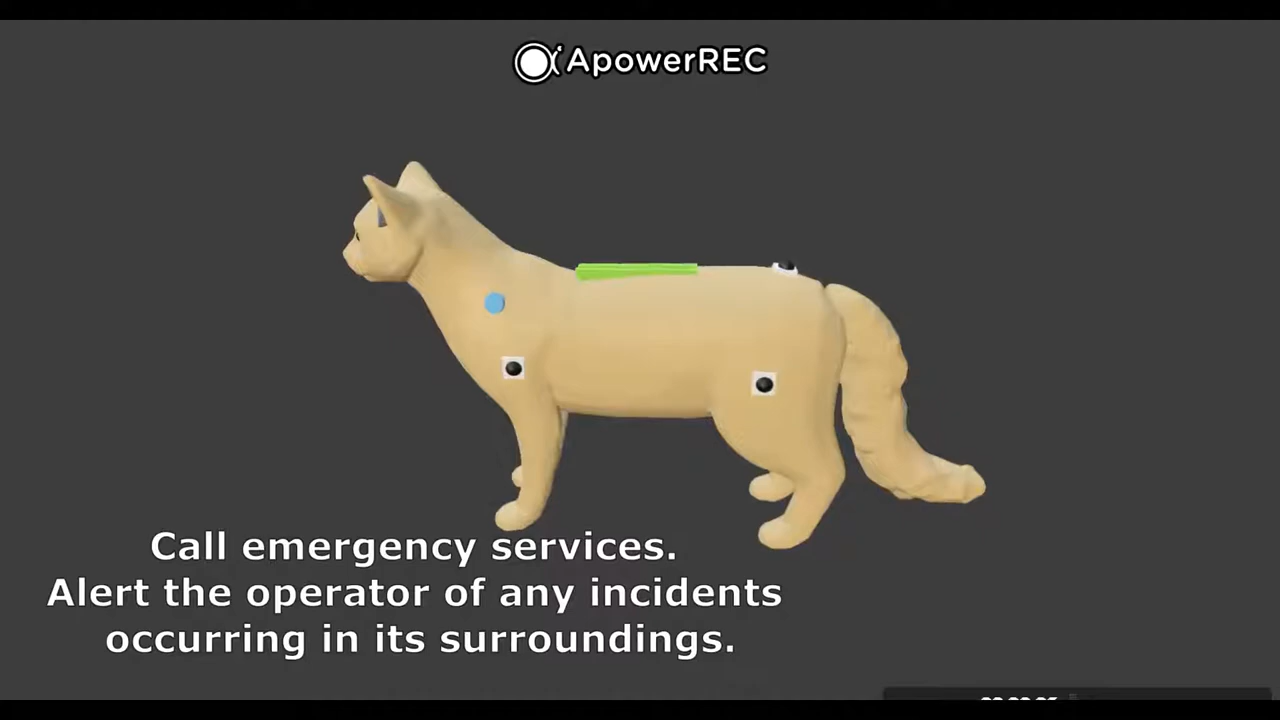 ApowerREC
Call emergency services.
Alert the operator of any incidents
occurring in its surroundings.